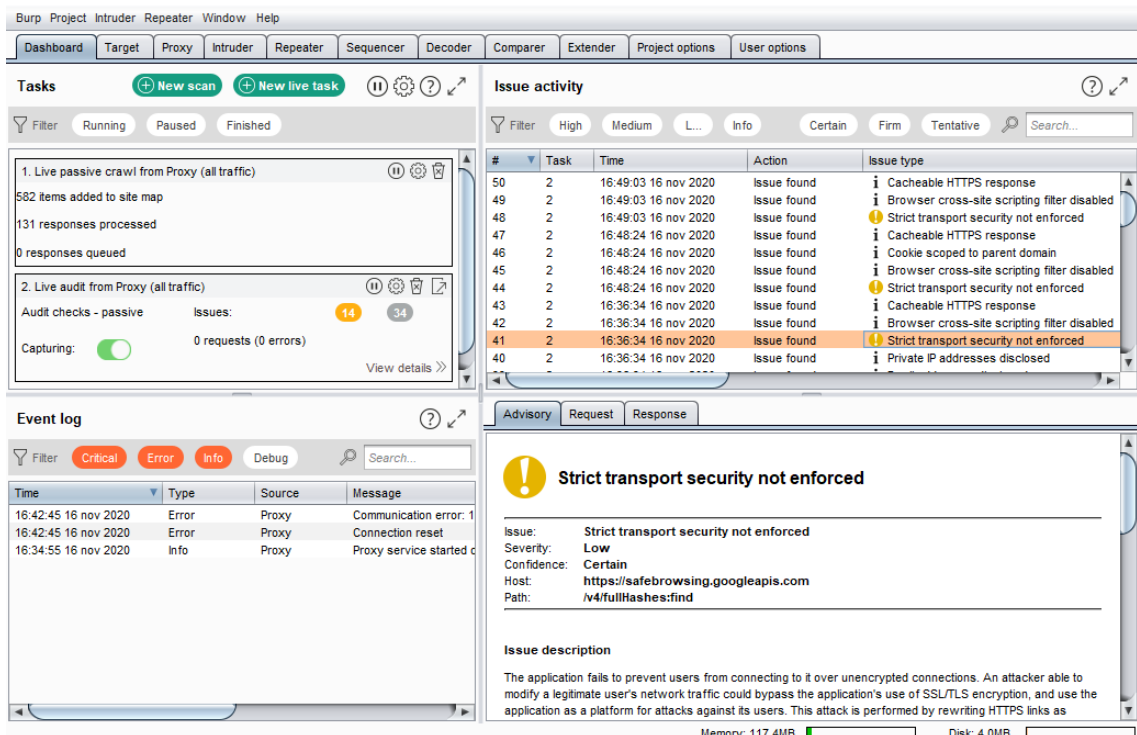 Burp Project Intruder Repeater Window Help
Dashboard Target Proxy Intruder Repeater Sequencer Decoder Comparer Extender Project options User options
Tasks New scan New live task
Filter Running Paused Finished
1. Live passive crawl from Proxy (all traffic)
582 items added to site map
131 responses processed
0 responses queued
2. Live audit from Proxy (all traffic)
Audit checks - passive Issues: 14 34
Capturing: 0 requests (0 errors)
View details
Issue activity
Filter High Medium L... Info Certain Firm Tentative Search...
# Task Time Action Issue type
50 2 16:49:03 16 nov 2020 Issue found Cacheable HTTPS response
49 2 16:49:03 16 nov 2020 Issue found Browser cross-site scripting filter disabled
48 2 16:49:03 16 nov 2020 Issue found Strict transport security not enforced
47 2 16:48:24 16 nov 2020 Issue found Cacheable HTTPS response
46 2 16:48:24 16 nov 2020 Issue found Cookie scoped to parent domain
45 2 16:48:24 16 nov 2020 Issue found Browser cross-site scripting filter disabled
44 2 16:48:24 16 nov 2020 Issue found Strict transport security not enforced
43 2 16:36:34 16 nov 2020 Issue found Cacheable HTTPS response
42 2 16:36:34 16 nov 2020 Issue found Browser cross-site scripting filter disabled
41 2 16:36:34 16 nov 2020 Issue found Strict transport security not enforced
40 2 16:36:34 16 nov 2020 Issue found Private IP addresses disclosed
Event log
Filter Critical Error Info Debug Search...
Time Type Source Message
16:42:45 16 nov 2020 Error Proxy Communication error: 1
16:42:45 16 nov 2020 Error Proxy Connection reset
16:34:55 16 nov 2020 Info Proxy Proxy service started
Advisory Request Response
Strict transport security not enforced
Issue: Strict transport security not enforced
Severity: Low
Confidence: Certain
Host: https://safebrowsing.googleapis.com
Path: /v4/fullHashes:find
Issue description
The application fails to prevent users from connecting to it over unencrypted connections. An attacker able to
modify a legitimate user's network traffic could bypass the application's use of SSL/TLS encryption, and use the
application as a platform for attacks against its users. This attack is performed by rewriting HTTPS links as
Memory: 117.4MB Disk: 4.0MB